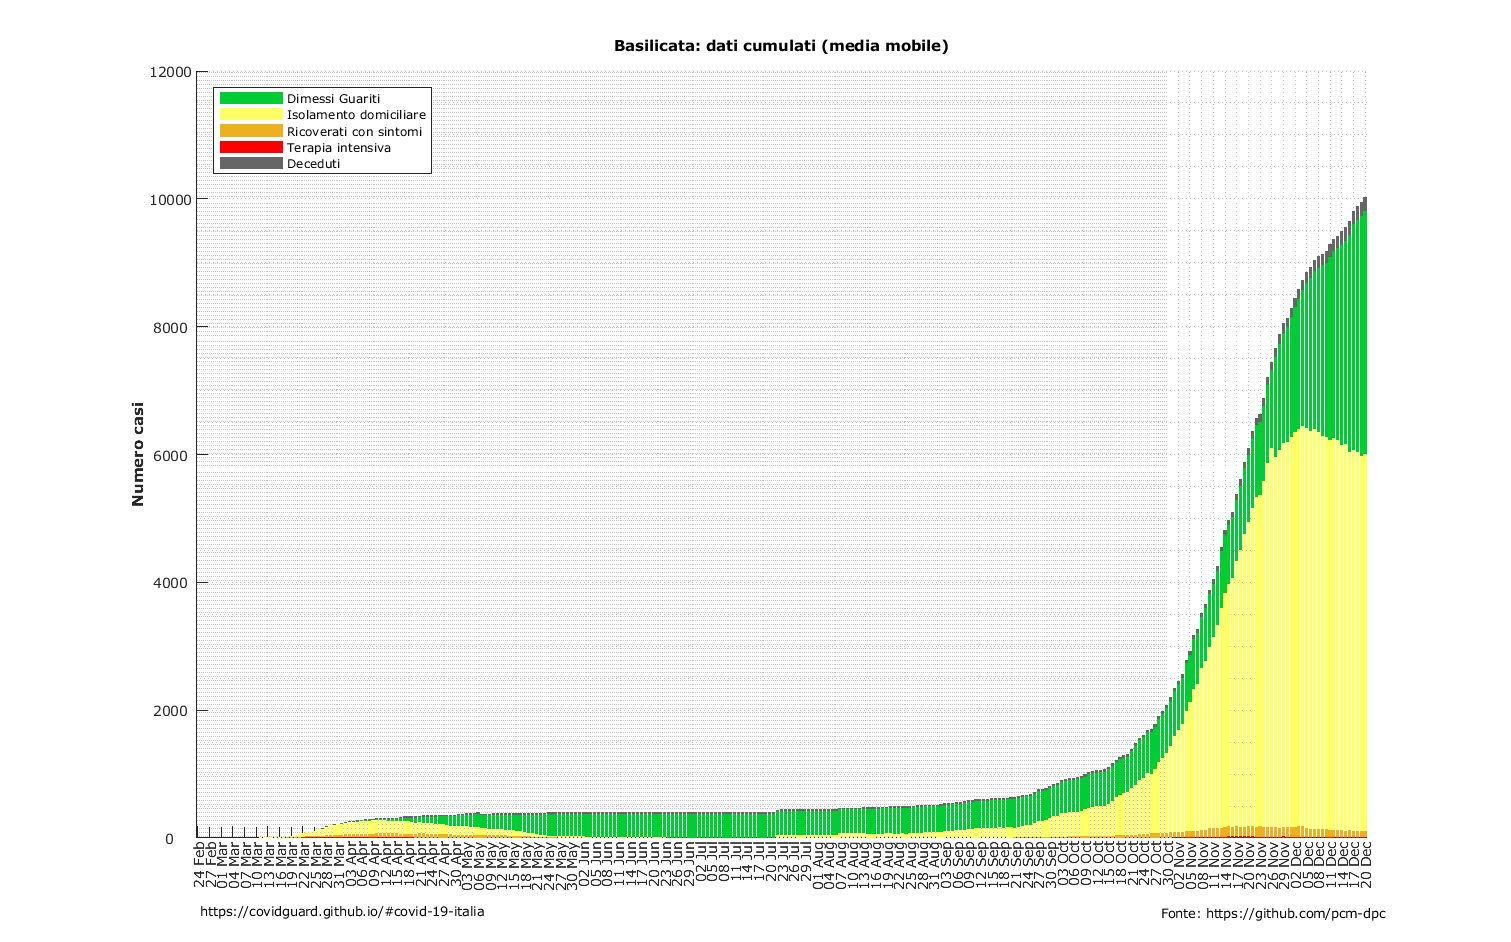 Basilicata: dati cumulati (media mobile)
12000
10000
8000
6000
4000
2000
0
Numero casi
Dimessi Guariti
Isolamento domiciliare
Ricoverati con sintomi
Terapia intensiva
Deceduti
24 Feb
27 Feb
01 Mar
04 Mar
07 Mar
10 Mar
13 Mar
16 Mar
19 Mar
22 Mar
25 Mar
28 Mar
31 Mar
03 Apr
06 Apr
09 Apr
12 Apr
15 Apr
18 Apr
21 Apr
24 Apr
27 Apr
30 Apr
03 May
06 May
09 May
12 May
15 May
18 May
21 May
24 May
27 May
30 May
02 Jun
05 Jun
08 Jun
11 Jun
14 Jun
17 Jun
20 Jun
23 Jun
26 Jun
29 Jun
02 Jul
05 Jul
08 Jul
11 Jul
14 Jul
17 Jul
20 Jul
23 Jul
26 Jul
29 Jul
01 Aug
04 Aug
07 Aug
10 Aug
13 Aug
16 Aug
19 Aug
22 Aug
25 Aug
28 Aug
31 Aug
03 Sep
06 Sep
09 Sep
12 Sep
15 Sep
18 Sep
21 Sep
24 Sep
27 Sep
30 Sep
03 Oct
06 Oct
09 Oct
12 Oct
15 Oct
18 Oct
21 Oct
24 Oct
27 Oct
30 Oct
02 Nov
05 Nov
08 Nov
11 Nov
14 Nov
17 Nov
20 Nov
23 Nov
26 Nov
29 Nov
02 Dec
05 Dec
08 Dec
11 Dec
14 Dec
17 Dec
20 Dec
https://covidguard.github.io/#covid-19-italia
Fonte: https://github.com/pcm-dpc